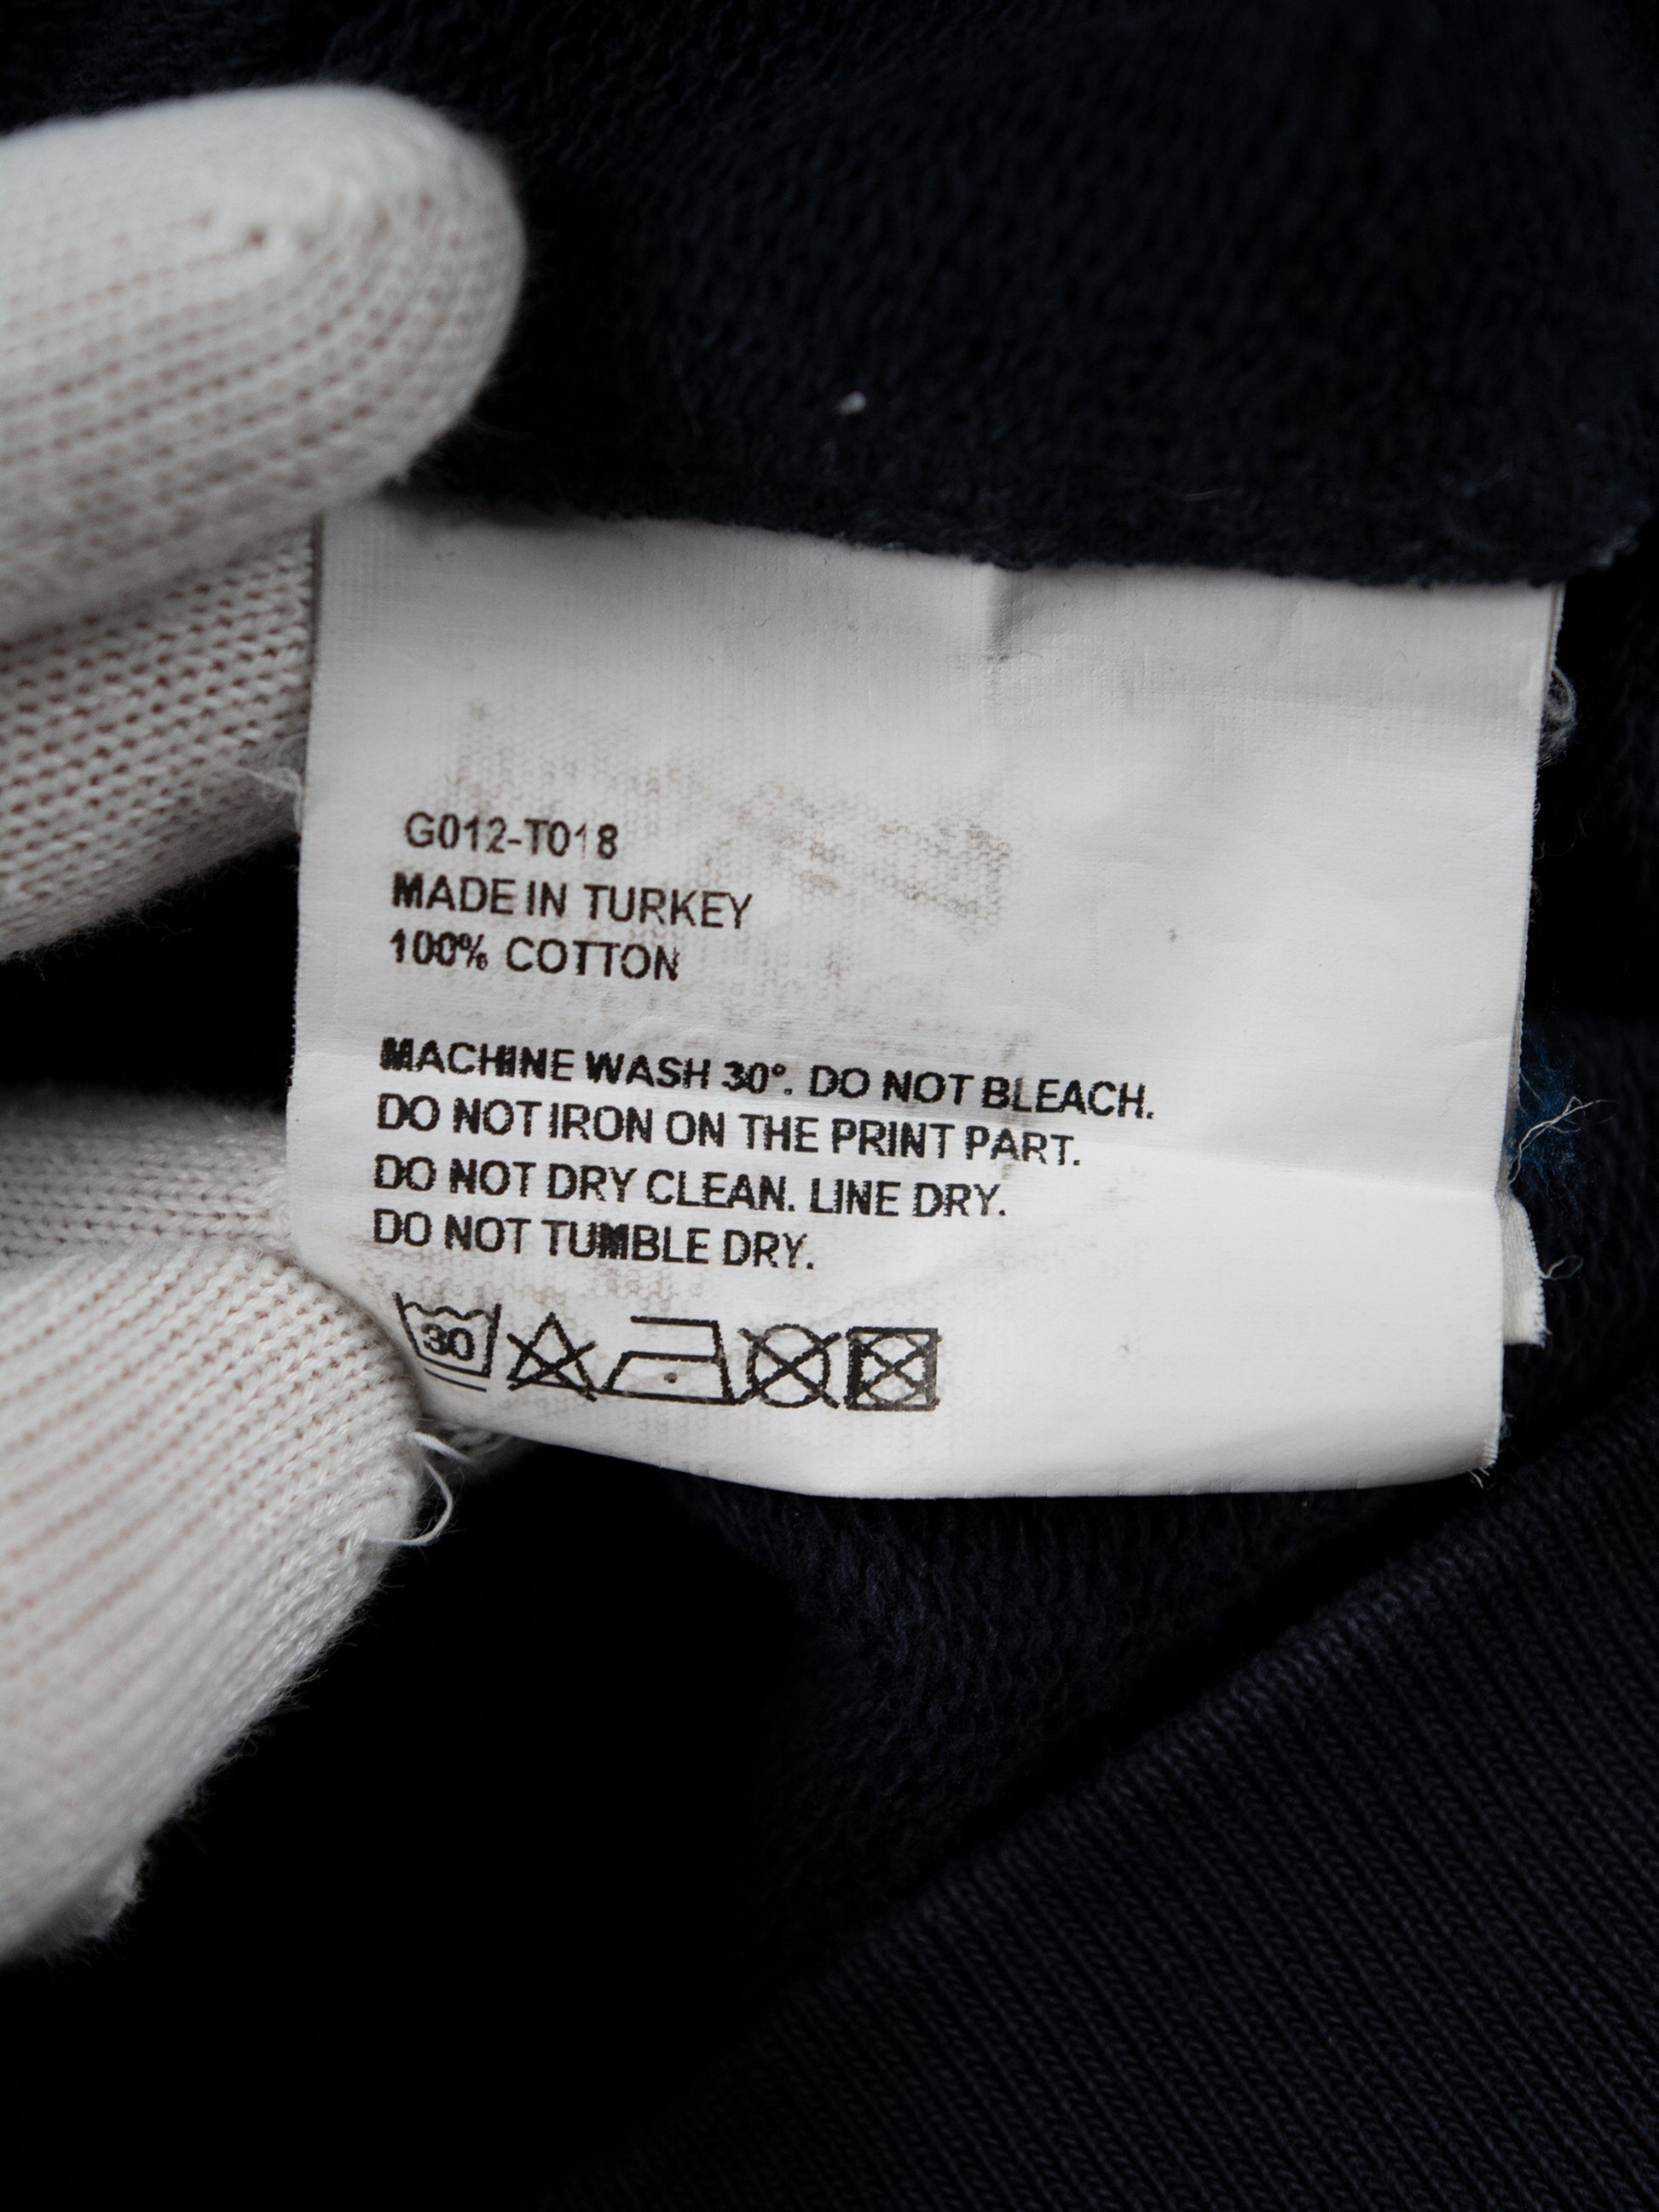 G012-T018
MADE IN TURKEY
100% COTTON
MACHINE WASH 30°. DO NOT BLEACH.
DO NOT IRON ON THE PRINT PART.
DO NOT DRY CLEAN. LINE DRY.
DO NOT TUMBLE DRY.
30